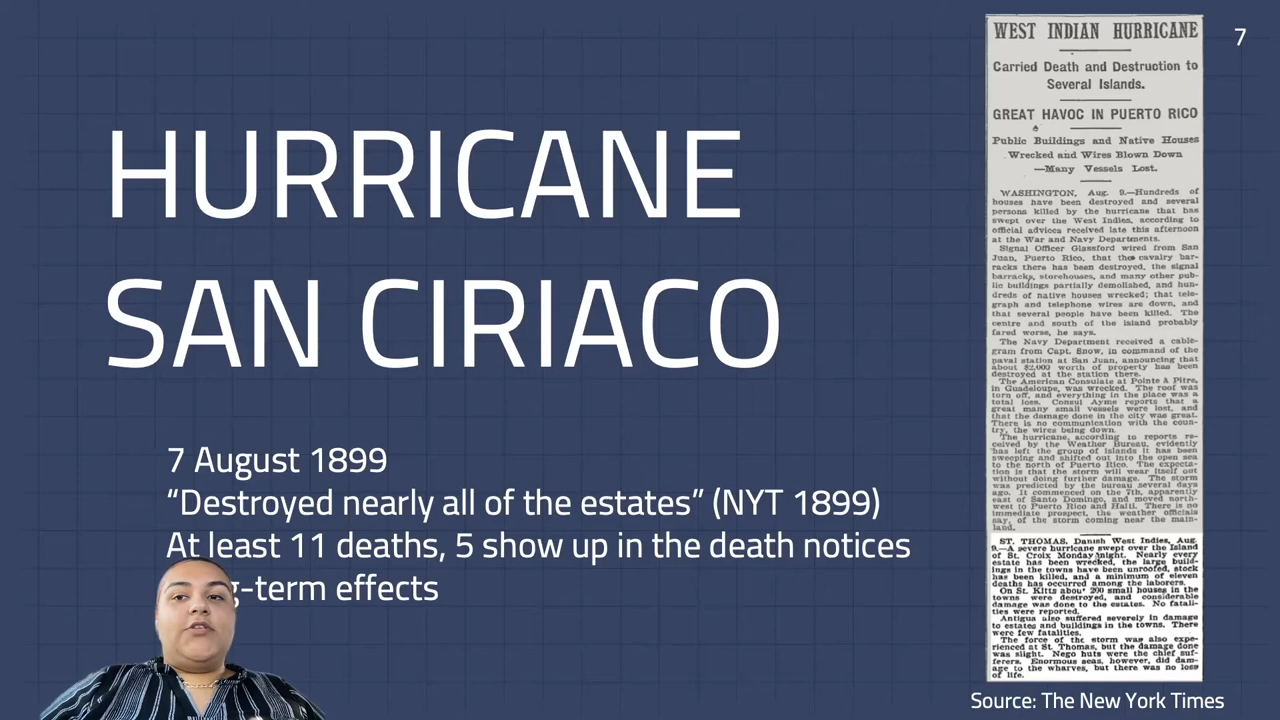 7
HURRICANE
SAN CIRIACO
7 August 1899
“Destroyed nearly all of the estates” (NYT 1899)
At least 11 deaths, 5 show up in the death notices
g-term effects
WEST INDIAN HURRICANE
Carried Death and Destruction to
Several Islands.
GREAT HAVOC IN PUERTO RICO
Public Buildings and Native Houses
Wrecked and Wires Blown Down
—Many Vessels Lost.
WASHINGTON, Aug. 9.—Hundreds of
houses have been destroyed and several
persons killed by the hurricane that has
swept over the West Indies, according to
official advices received late this afternoon
at the War and Navy Departments.
Signal Officer Glassford wired from San
Juan, Puerto Rico, that the cavalry bar-
racks there has been destroyed, the signal
barracks, storehouses, and many other pub-
lic buildings partially demolished, and hun-
dreds of native houses wrecked; that tele-
graph and telephone wires are down, and
that several people have been killed. The
centre and south of the island probably
fared worse, he says.
The Navy Department received a cable-
gram from Capt. Snow, in command of the
naval station at San Juan, announcing that
about $2,000 worth of property has been
destroyed at the station there.
The American Consulate at Pointe à Pitre,
in Guadeloupe, was wrecked. The roof was
torn off, and everything in the place was a
total loss. Consul Ayme reports that a
great many small vessels were lost, and
that the damage done in the city was great.
There is no communication with the coun-
try, the wires being down.
The hurricane, according to reports re-
ceived by the Weather Bureau, evidently
has left the group of islands it has been
sweeping and shifted out into the open sea
to the north of Puerto Rico. The expecta-
tion is that the storm will wear itself out
without doing further damage. The storm
was predicted by the bureau several days
ago. It commenced on the 7th, apparently
east of Santo Domingo, and moved north-
west to Puerto Rico and Haiti. There is no
immediate prospect, the weather officials
say, of the storm coming near the main-
land.
ST. THOMAS, Danish West Indies, Aug.
9.—A severe hurricane swept over the Island
of St. Croix Monday night. Nearly every
estate has been wrecked, the large build-
ings in the towns have been unroofed, stock
has been killed, and a minimum of eleven
deaths has occurred among the laborers.
On St. Kitts about 200 small houses in the
towns were destroyed, and considerable
damage was done to the estates. No fatali-
ties were reported.
Antigua also suffered severely in damage
to estates and buildings in the towns. There
were few fatalities.
The force of the storm was also expe-
rienced at St. Thomas, but the damage done
was slight. Nego huts were the chief suf-
ferers. Enormous seas, however, did dam-
age to the wharves, but there was no loss
of life.
Source: The New York Times